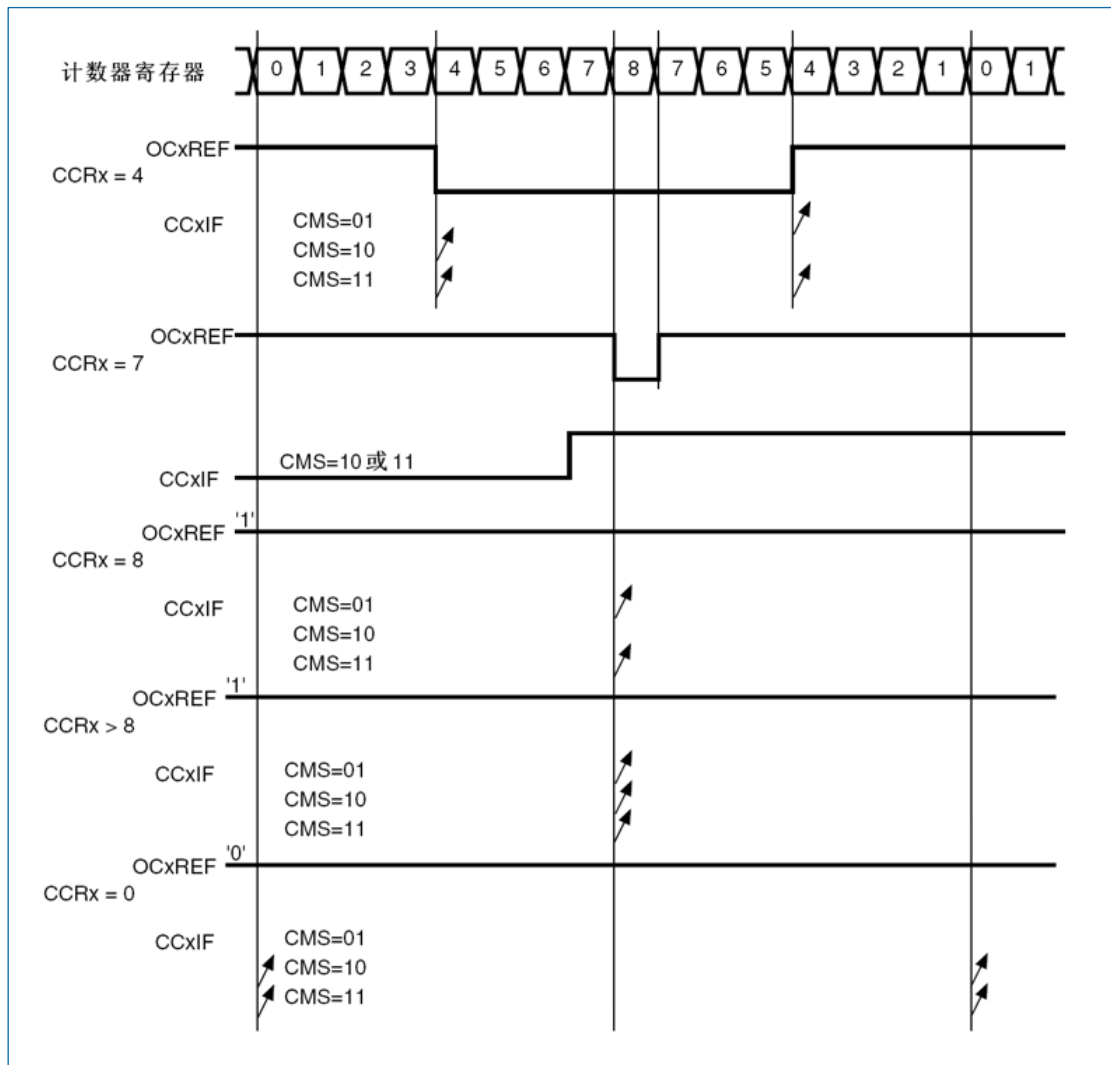 计数器寄存器 0 1 2 3 4 5 6 7 8 7 6 5 4 3 2 1 0 1
OCxREF
CCRx = 4
CCxIF CMS=01
CMS=10
CMS=11
OCxREF
CCRx = 7
CMS=10 或 11
CCxIF
'1'
OCxREF
CCRx = 8
CCxIF CMS=01
CMS=10
CMS=11
'1'
OCxREF
CCRx > 8
CCxIF CMS=01
CMS=10
CMS=11
'0'
OCxREF
CCRx = 0
CCxIF CMS=01
CMS=10
CMS=11